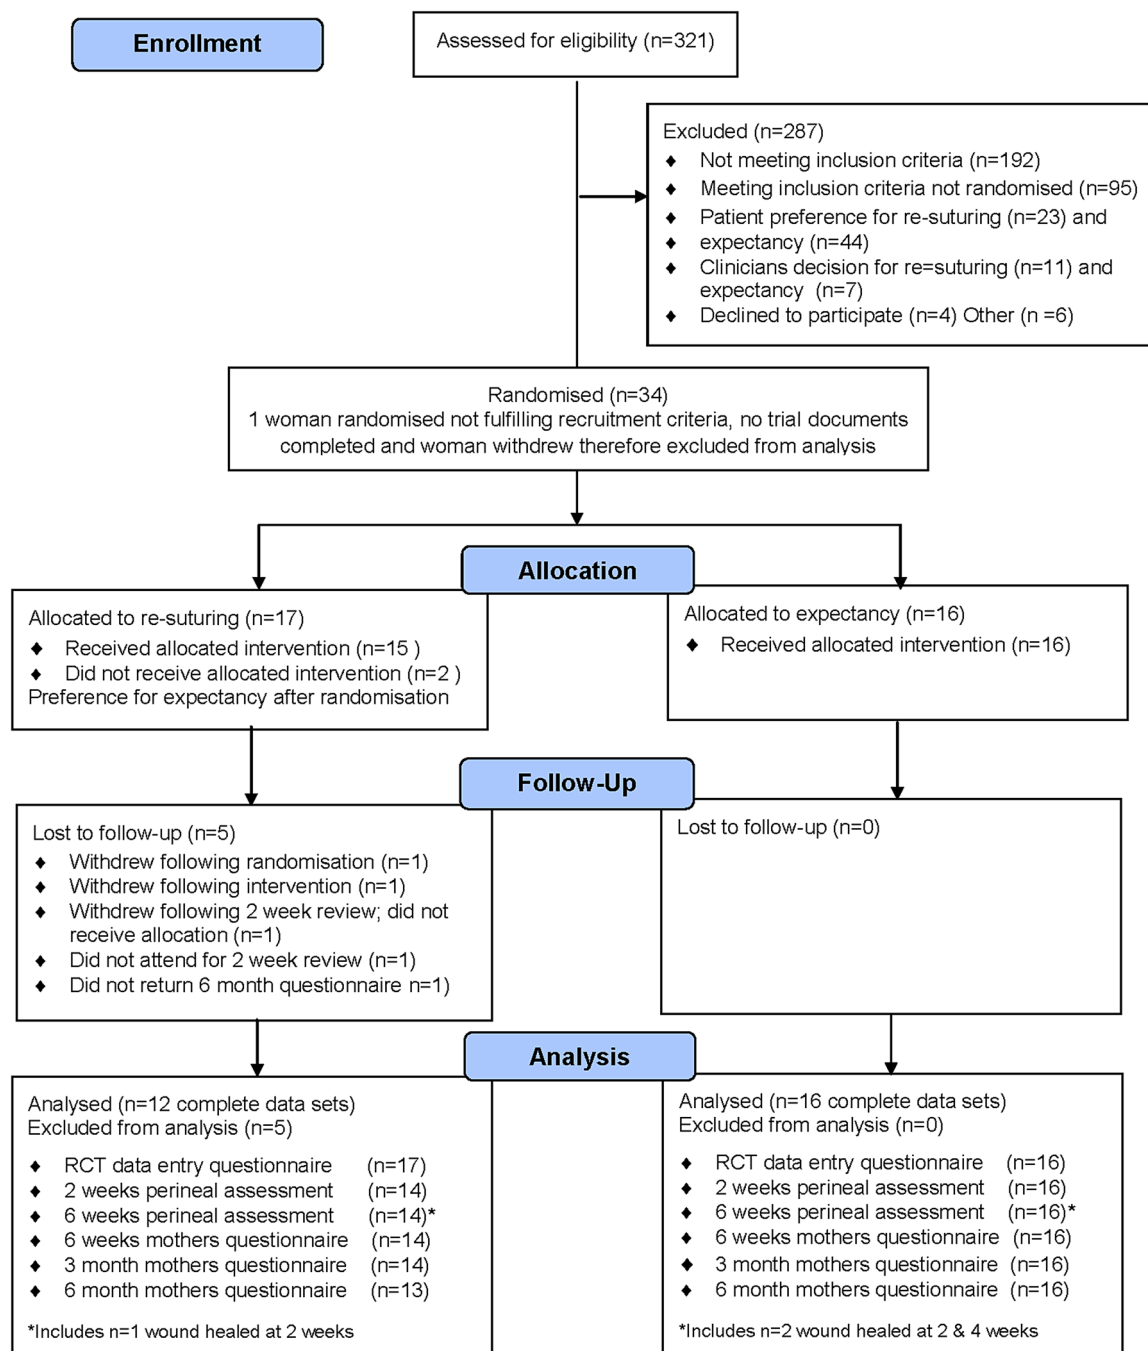 Enrollment
Assessed for eligibility (n=321)
Excluded (n=287)
♦ Not meeting inclusion criteria (n=192)
♦ Meeting inclusion criteria not randomised (n=95)
♦ Patient preference for re-suturing (n=23) and
♦ expectancy (n=44)
♦ Clinicians decision for re=suturing (n=11) and
expectancy (n=7)
♦ Declined to participate (n=4) Other (n =6)
Randomised (n=34)
1 woman randomised not fulfilling recruitment criteria, no trial documents
completed and woman withdrew therefore excluded from analysis
Allocation
Allocated to re-suturing (n=17)
♦ Received allocated intervention (n=15 )
♦ Did not receive allocated intervention (n=2 )
Preference for expectancy after randomisation
Allocated to expectancy (n=16)
♦ Received allocated intervention (n=16)
Follow-Up
Lost to follow-up (n=5)
♦ Withdrew following randomisation (n=1)
♦ Withdrew following intervention (n=1)
♦ Withdrew following 2 week review; did not
receive allocation (n=1)
♦ Did not attend for 2 week review (n=1)
♦ Did not return 6 month questionnaire n=1)
Lost to follow-up (n=0)
Analysis
Analysed (n=12 complete data sets)
Excluded from analysis (n=5)
♦ RCT data entry questionnaire (n=17)
♦ 2 weeks perineal assessment (n=14)
♦ 6 weeks perineal assessment (n=14)*
♦ 6 weeks mothers questionnaire (n=14)
♦ 3 month mothers questionnaire (n=14)
♦ 6 month mothers questionnaire (n=13)
*Includes n=1 wound healed at 2 weeks
Analysed (n=16 complete data sets)
Excluded from analysis (n=0)
♦ RCT data entry questionnaire (n=16)
♦ 2 weeks perineal assessment (n=16)
♦ 6 weeks perineal assessment (n=16)*
♦ 6 weeks mothers questionnaire (n=16)
♦ 3 month mothers questionnaire (n=16)
♦ 6 month mothers questionnaire (n=16)
*Includes n=2 wound healed at 2 & 4 weeks